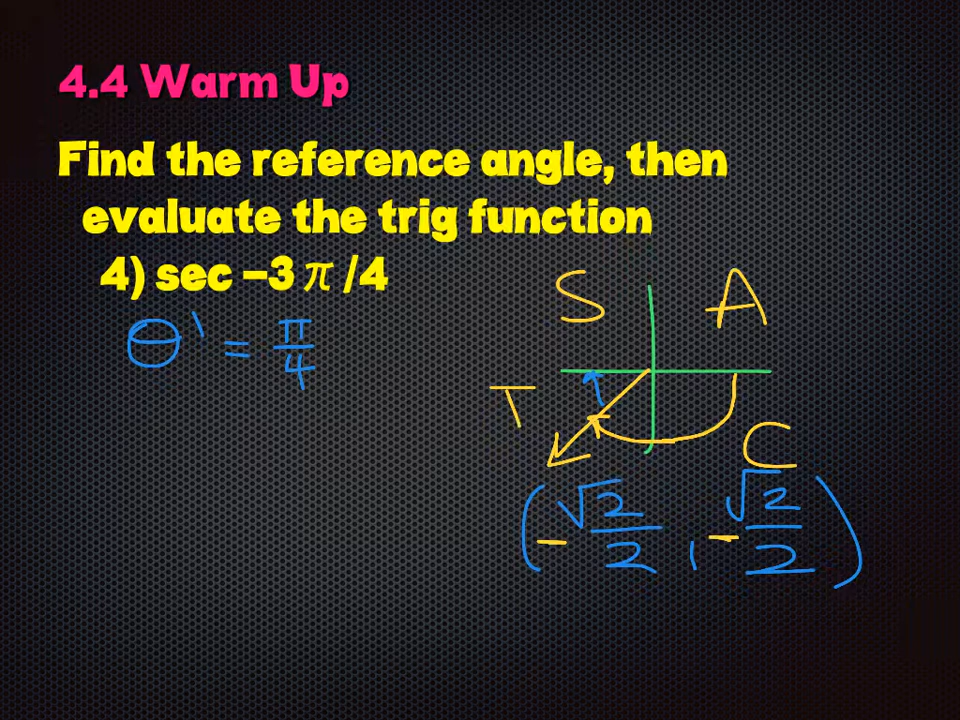 4.4 Warm Up
Find the reference angle, then
evaluate the trig function
4) sec -3π/4
θ' = π/4
S A
T C
(-√2/2, -√2/2)